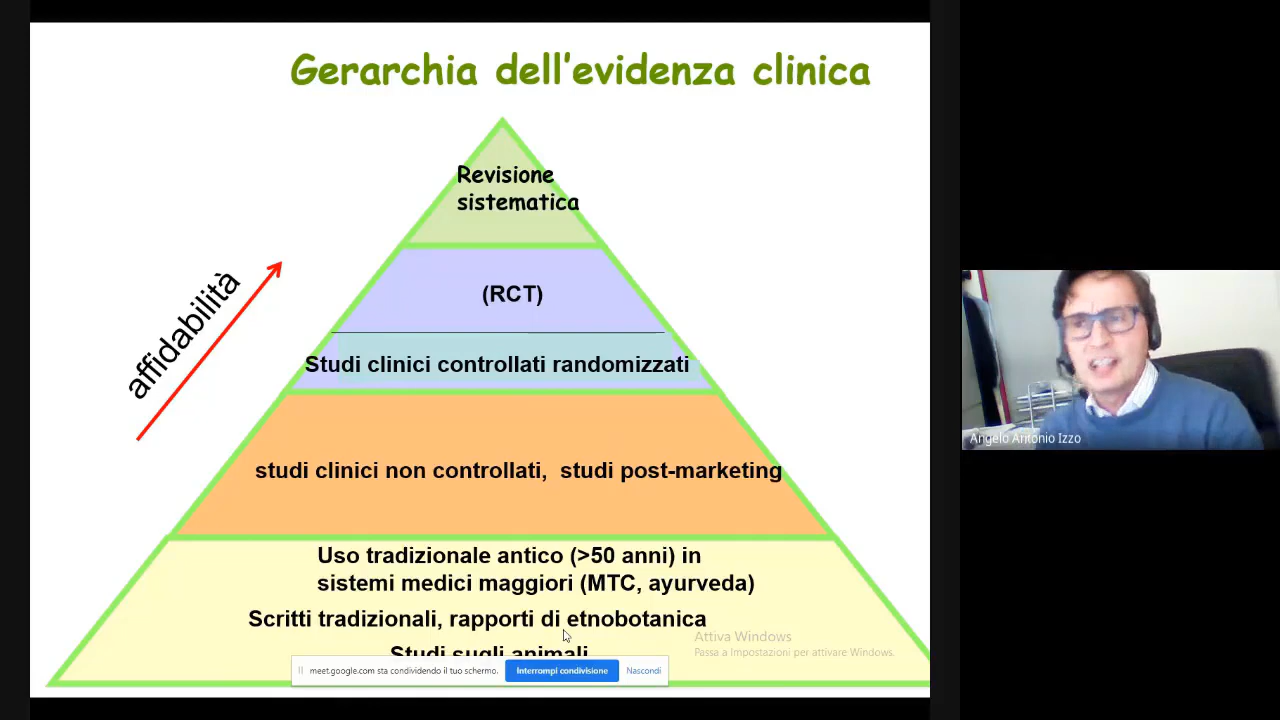 Gerarchia dell'evidenza clinica
Revisione
sistematica
(RCT)
affidabilità
Studi clinici controllati randomizzati
studi clinici non controllati,  studi post-marketing
Uso tradizionale antico (>50 anni) in
sistemi medici maggiori (MTC, ayurveda)
Scritti tradizionali, rapporti di etnobotanica
Studi sugli animali
Attiva Windows
Passa a Impostazioni per attivare Windows.
meet.google.com sta condividendo il tuo schermo.
Interrompi condivisione
Nascondi
Angelo Antonio Izzo